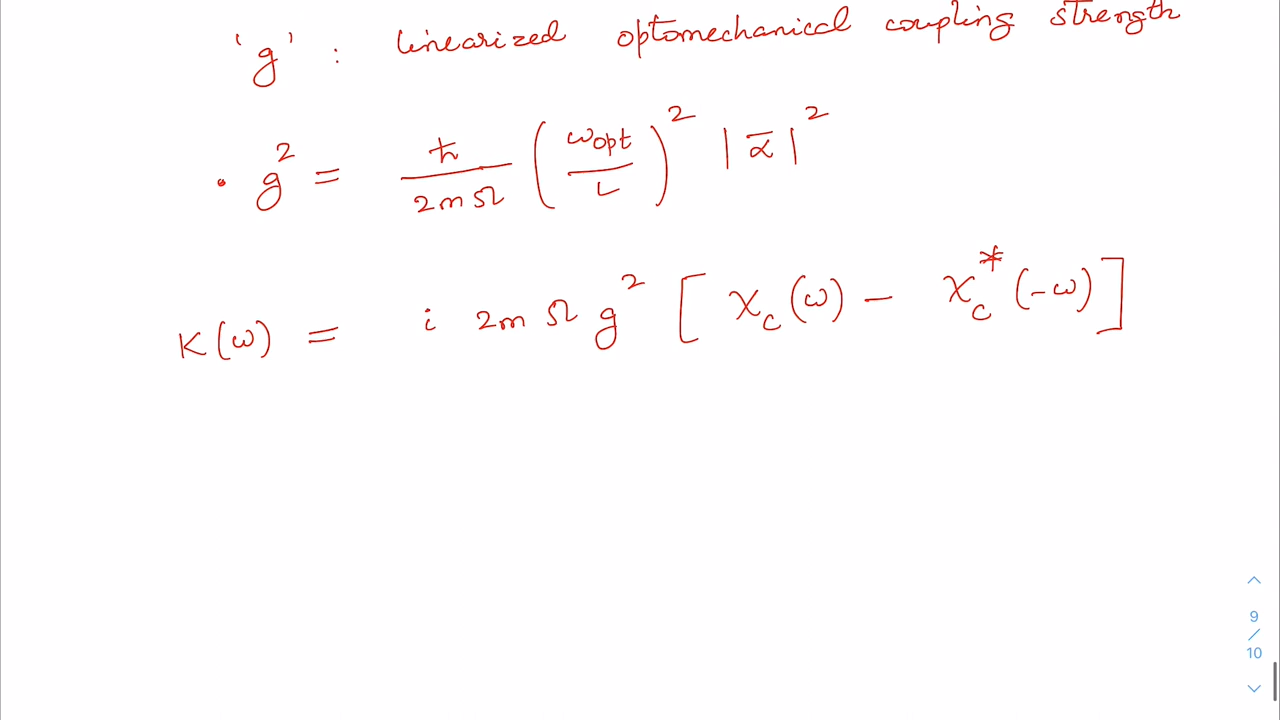 'g' : linearized optomechanical coupling strength
• g² = ħ / 2mΩ (ω_opt / L)² |ᾱ|²
K(ω) = i 2mΩ g² [ χ_c(ω) − χ_c*(−ω) ]
9
/
10